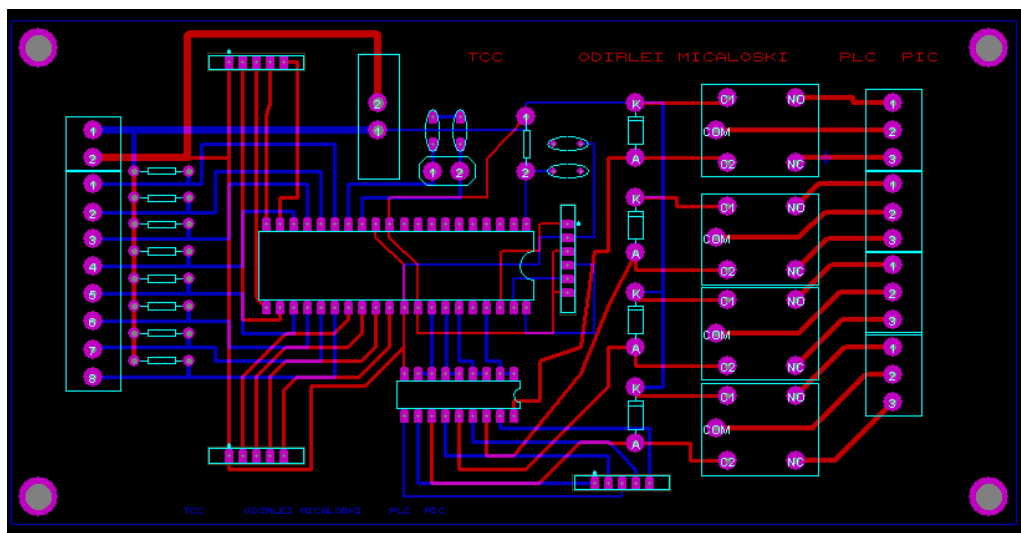 TCC ODIRLEI MICALOSKI PLC PIC
K C1 NO 1
2 2
1 1 1 COM 2
2 A C2 NC 3
1 1 2 2 K C1 NO 1
2 COM 2
3 A C2 NC 3
4 1
5 K C1 NO 2
6 COM 3
7 A C2 NC 1
8 K C1 NO 2
COM 3
A C2 NC
TCC ODIRLEI MICALOSKI PLC PIC